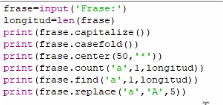 frase=input('Frase:')
longitud=len(frase)
print(frase.capitalize())
print(frase.casefold())
print(frase.center(50,'*'))
print(frase.count('a',1,longitud))
print(frase.find('a',1,longitud))
print(frase.replace('a','A',5))